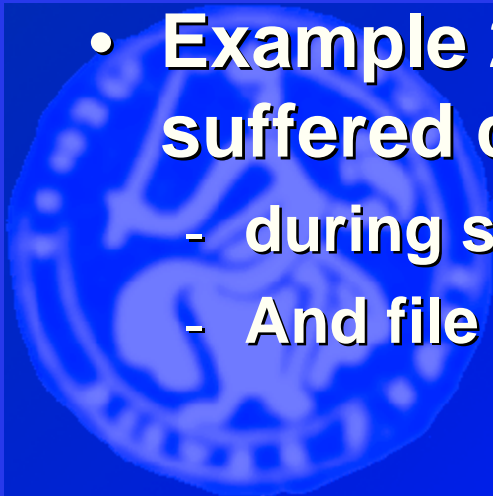 • Example
suffered
- during s
- And file